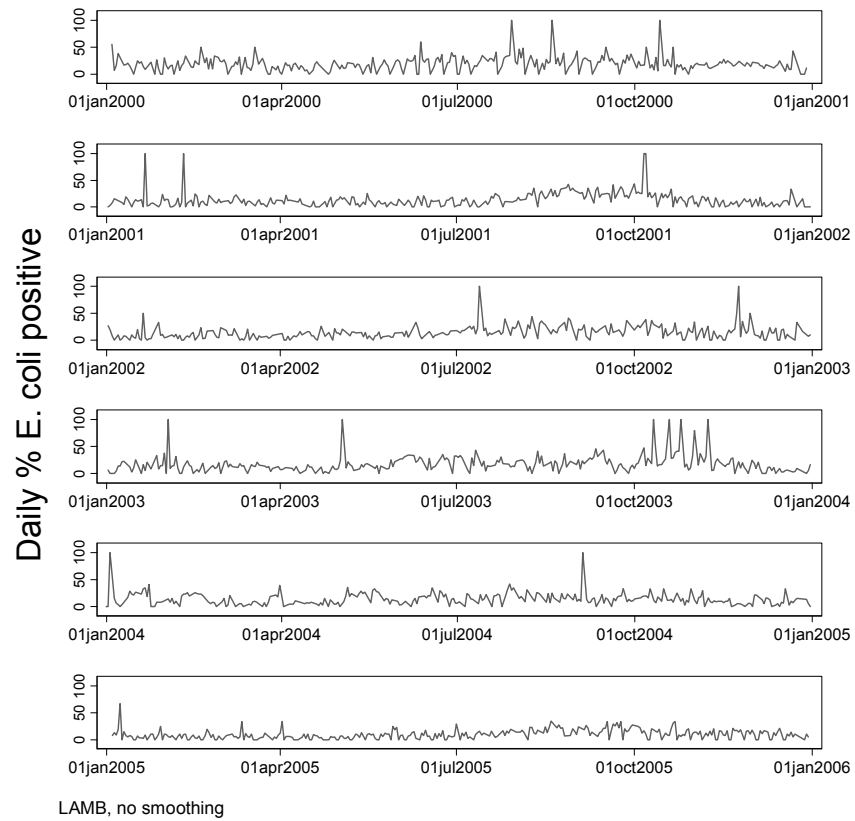 Daily % E. coli positive
0 50 100
01jan2000 01apr2000 01jul2000 01oct2000 01jan2001
0 50 100
01jan2001 01apr2001 01jul2001 01oct2001 01jan2002
0 50 100
01jan2002 01apr2002 01jul2002 01oct2002 01jan2003
0 50 100
01jan2003 01apr2003 01jul2003 01oct2003 01jan2004
0 50 100
01jan2004 01apr2004 01jul2004 01oct2004 01jan2005
0 50 100
01jan2005 01apr2005 01jul2005 01oct2005 01jan2006
LAMB, no smoothing